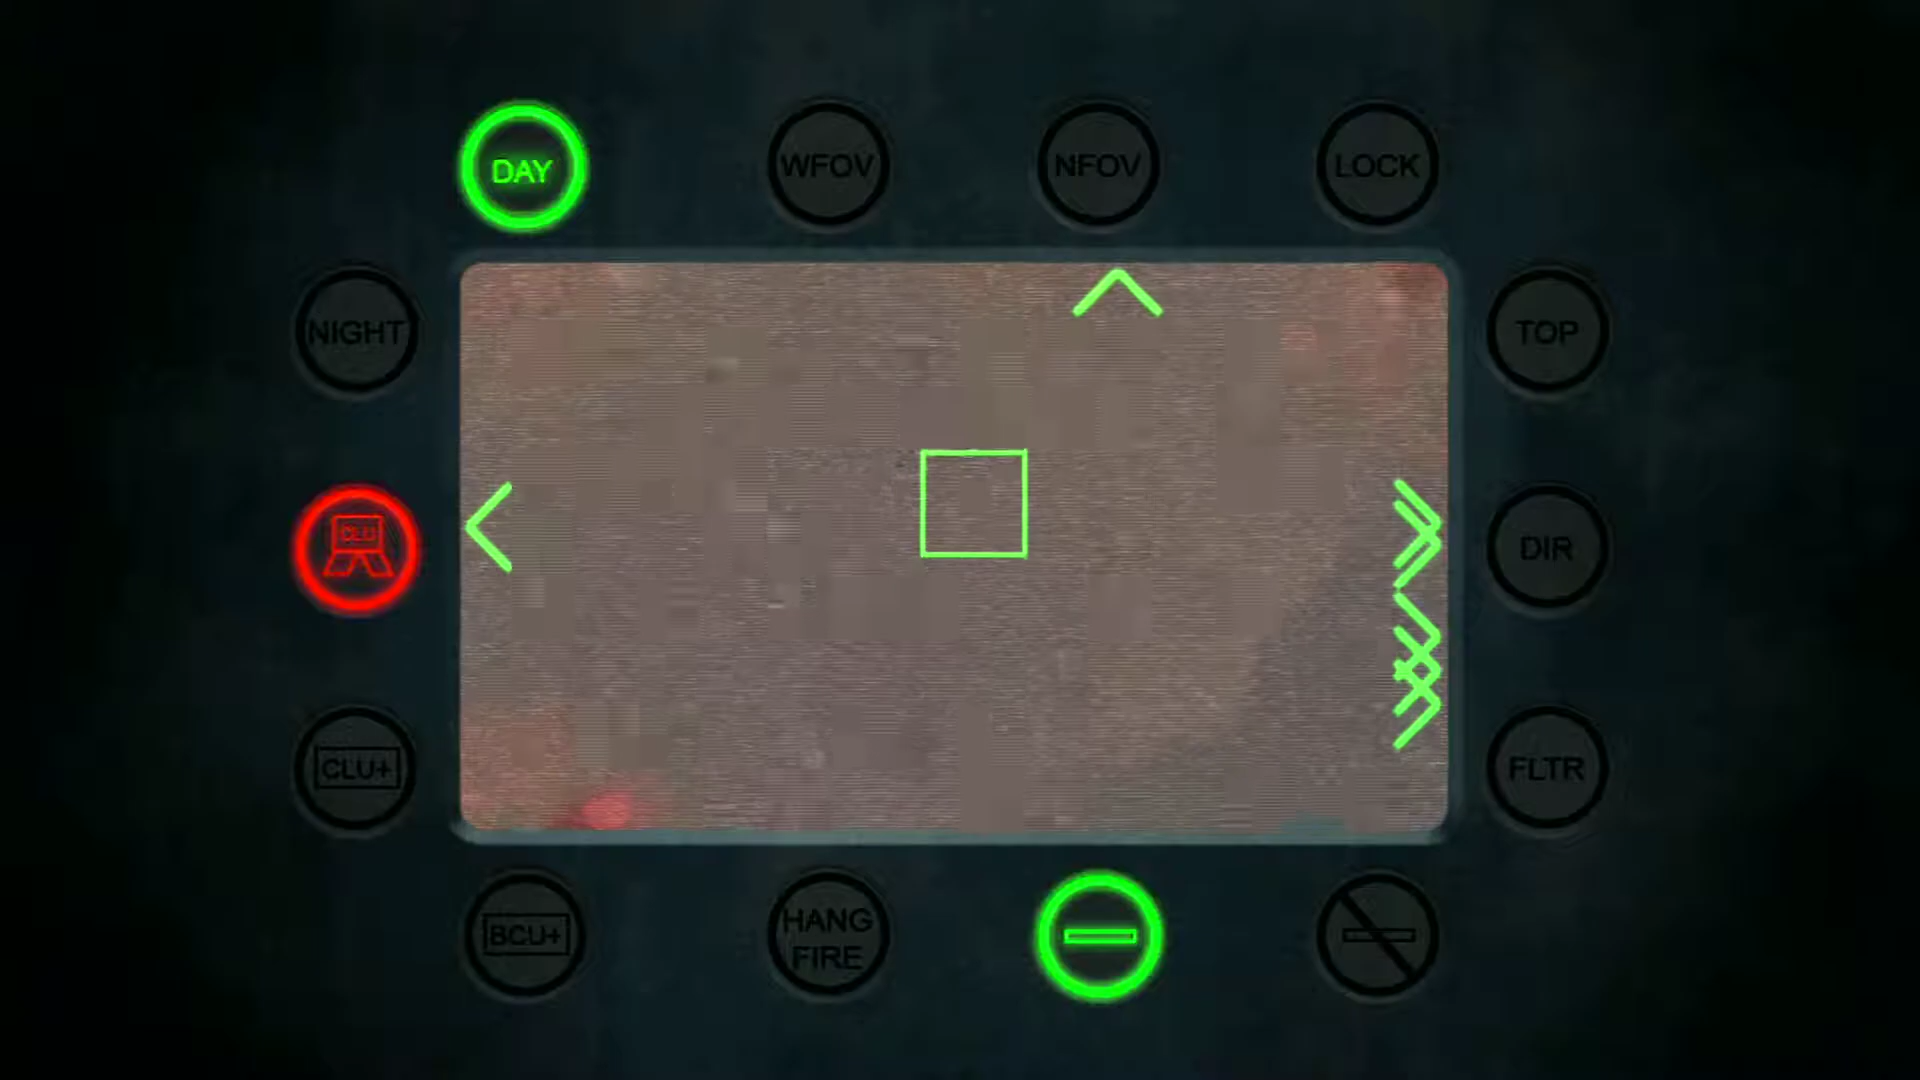 DAY
WFOV
NFOV
LOCK
NIGHT
TOP
CLU
DIR
CLU+
FLTR
BCU+
HANG
FIRE